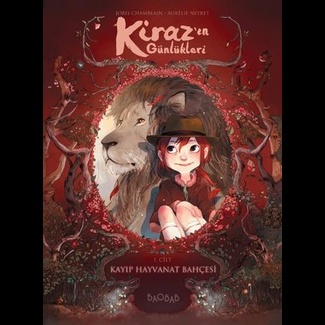 JORIS CHAMBLAIN • AURÉLIE NEYRET
Kiraz'ın
Günlükleri
1. CİLT
KAYIP HAYVANAT BAHÇESİ
BAOBAB